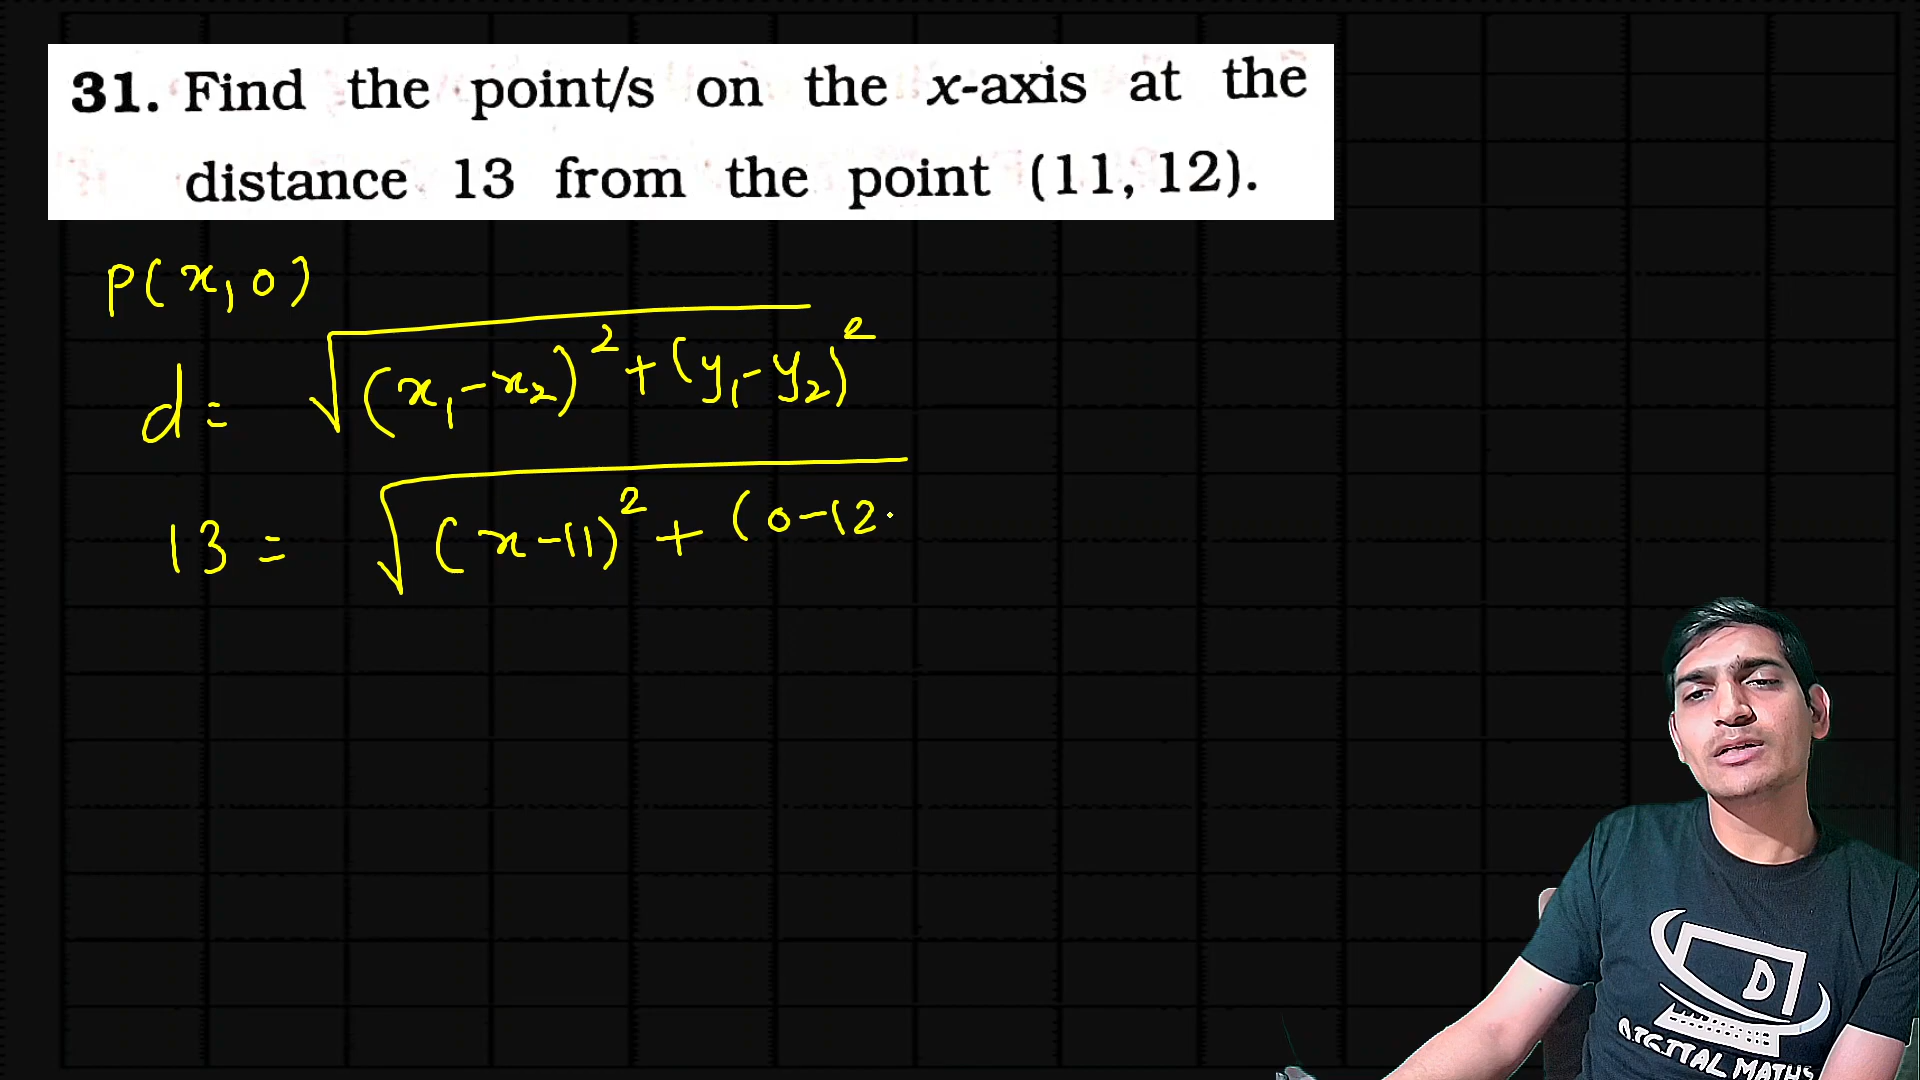 31. Find the point/s on the x-axis at the
distance 13 from the point (11, 12).
P(x, 0)
d = √(x₁-x₂)² + (y₁-y₂)²
13 = √(x-11)² + (0-12
D
DIGITAL MATHS